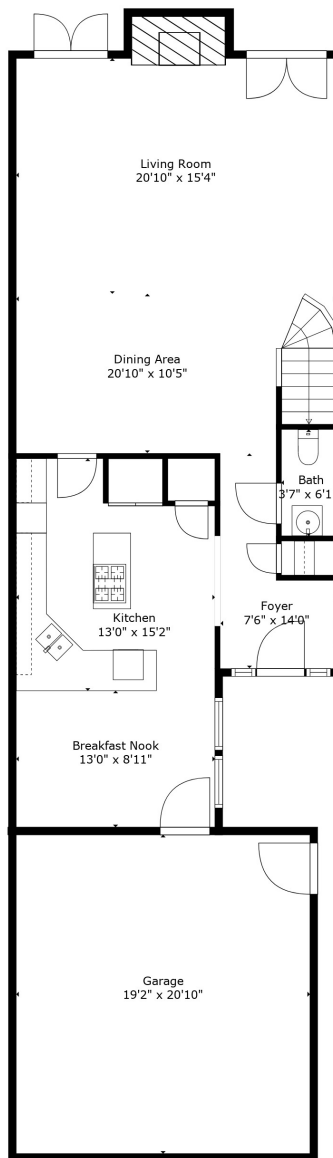 Living Room
20'10" x 15'4"
Dining Area
20'10" x 10'5"
Bath
3'7" x 6'1
Kitchen
13'0" x 15'2"
Foyer
7'6" x 14'0"
Breakfast Nook
13'0" x 8'11"
Garage
19'2" x 20'10"